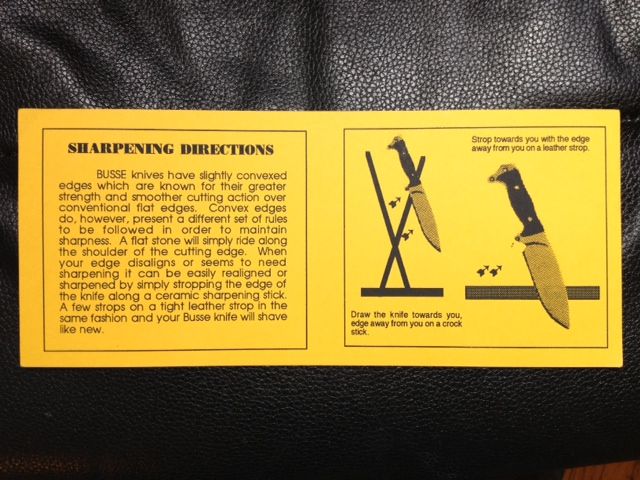 SHARPENING DIRECTIONS
BUSSE knives have slightly convexed
edges which are known for their greater
strength and smoother cutting action over
conventional flat edges. Convex edges
do, however, present a different set of rules
to be followed in order to maintain
sharpness. A flat stone will simply ride along
the shoulder of the cutting edge. When
your edge disaligns or seems to need
sharpening it can be easily realigned or
sharpened by simply stropping the edge of
the knife along a ceramic sharpening stick.
A few strops on a tight leather strop in the
same fashion and your Busse knife will shave
like new.
Strop towards you with the edge
away from you on a leather strop.
Draw the knife towards you,
edge away from you on a crock
stick.